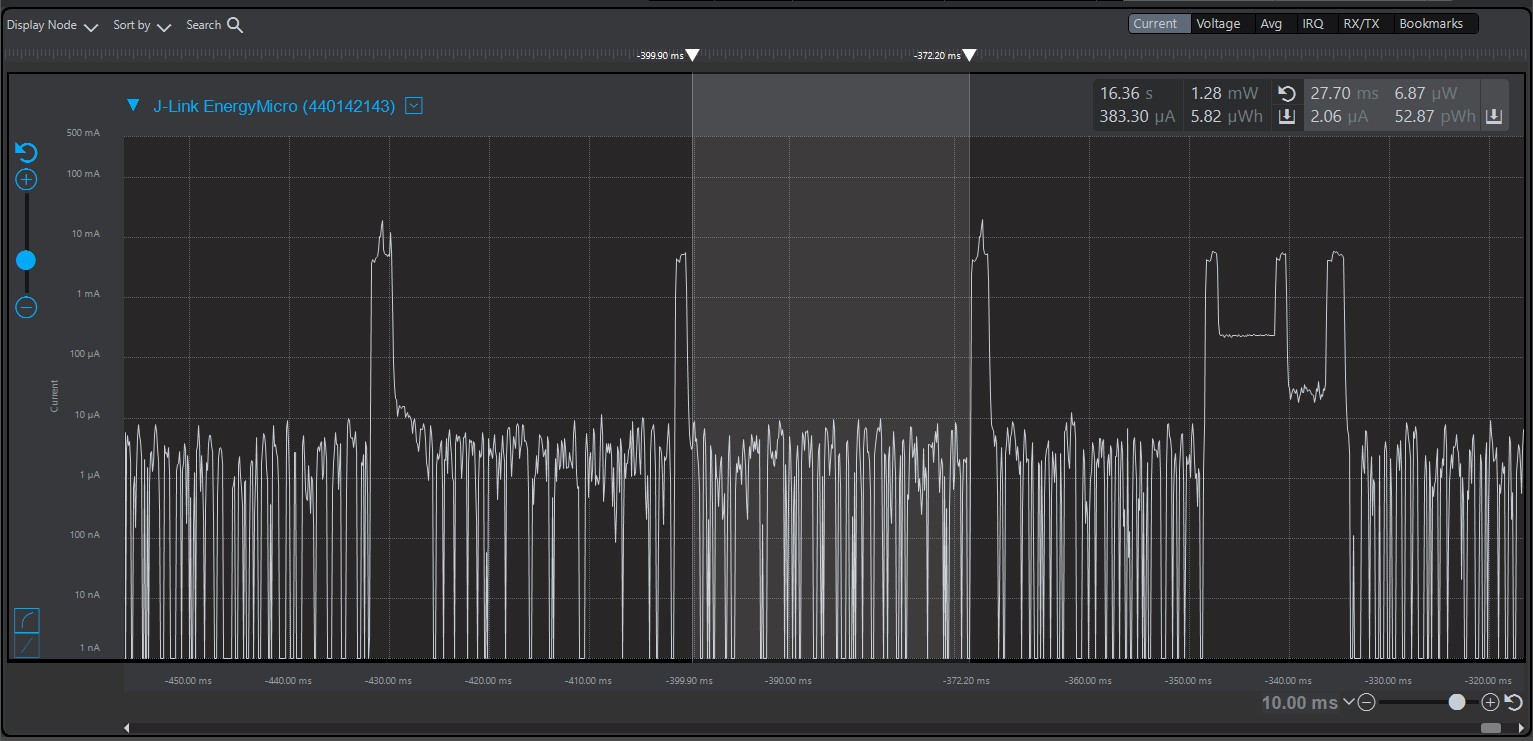 Display Node Sort by Search Current Voltage Avg IRQ RX/TX Bookmarks
-399.90 ms -372.20 ms
J-Link EnergyMicro (440142143)
16.36 s 1.28 mW 27.70 ms 6.87 µW
383.30 µA 5.82 µWh 2.06 µA 52.87 pWh
500 mA
100 mA
10 mA
1 mA
100 µA
10 µA
1 µA
100 nA
10 nA
1 nA
Current
-450.00 ms -440.00 ms -430.00 ms -420.00 ms -410.00 ms -399.90 ms -390.00 ms -372.20 ms -360.00 ms -350.00 ms -340.00 ms -330.00 ms -320.00 ms
10.00 ms